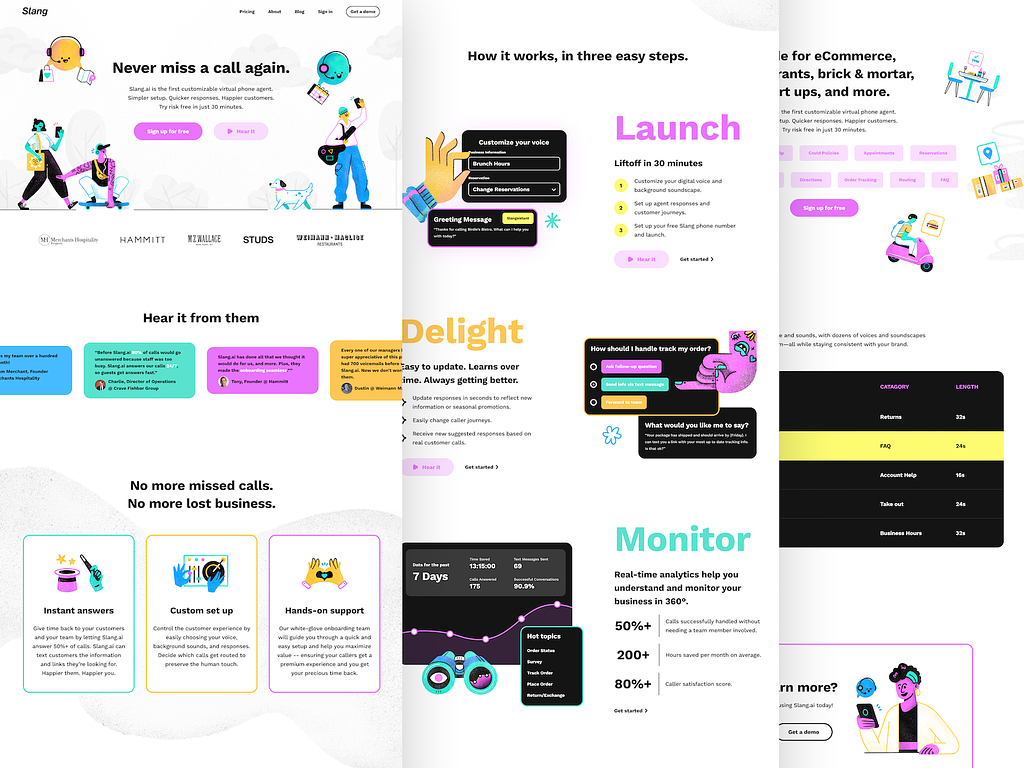 Slang
Pricing
About
Blog
Sign in
Get a demo
Never miss a call again.
Slang.ai is the first customizable virtual phone agent.
Simpler setup. Quicker responses. Happier customers.
Try risk free in just 30 minutes.
Sign up for free
Hear it
Merchants Hospitality
HAMMITT
MZ WALLACE
STUDS
RESTAURANTS
Hear it from them
my team over a hundred
m Merchant, Founder
chants Hospitality
"Before Slang.ai of calls would go
unanswered because staff was too
busy. Slang.ai answers our calls
so guests get answers fast."
Charlie, Director of Operations
@ Crave Fishbar Group
Slang.ai has done all that we thought it
would do for us, and more. Plus, they
made the onboarding seamless
Tory, Founder @ Hammitt
Every one of our managers
super appreciative of this
had 700 voicemails before
Slang.ai. Now we don't
them.
Dustin @ Weimann M
No more missed calls.
No more lost business.
Instant answers
Give time back to your customers
and your team by letting Slang.ai
answer 50%+ of calls. Slang.ai can
text customers the information
and links they're looking for.
Happier them. Happier you.
Custom set up
Control the customer experience by
easily choosing your voice,
background sounds, and responses.
Decide which calls get routed to
preserve the human touch.
Hands-on support
Our white-glove onboarding team
will guide you through a quick and
easy setup and help you maximize
value -- ensuring your callers get a
premium experience and you get
your precious time back.
How it works, in three easy steps.
Customize your voice
Business Information
Brunch Hours
Reservation
Change Reservations
Greeting Message
Slangistant
"Thanks for calling Birdie's Bistro. What can I help you
with today?"
Launch
Liftoff in 30 minutes
1
Customize your digital voice and
background soundscape.
2
Set up agent responses and
customer journeys.
3
Set up your free Slang phone number
and launch.
Hear it
Get started
Delight
Easy to update. Learns over
time. Always getting better.
Update responses in seconds to reflect new
information or seasonal promotions.
Easily change caller journeys.
Receive new suggested responses based on
real customer calls.
Hear it
Get started
How should I handle track my order?
Ask follow-up question
Send info via text message
Forward to team
What would you like me to say?
"Your package has shipped and should arrive by [Friday]. I
can text you a link with your most up to date tracking info.
Is that ok?"
Data for the past
7 Days
Time Saved
13:15:00
Text Messages Sent
69
Calls Answered
175
Successful Conversations
90.9%
Hot topics
Order Status
Survey
Track Order
Place Order
Return/Exchange
Monitor
Real-time analytics help you
understand and monitor your
business in 360°.
50%+
Calls successfully handled without
needing a team member involved.
200+
Hours saved per month on average.
80%+
Caller satisfaction score.
Get started
e for eCommerce,
rants, brick & mortar,
rt ups, and more.
the first customizable virtual phone agent.
tup. Quicker responses. Happier customers.
Try risk free in just 30 minutes.
Covid Policies
Appointments
Reservations
Directions
Order Tracking
Routing
FAQ
Sign up for free
e and sounds, with dozens of voices and soundscapes
m—all while staying consistent with your brand.
CATAGORY
LENGTH
Returns
32s
FAQ
24s
Account Help
16s
Take out
24s
Business Hours
32s
rn more?
using Slang.ai today!
Get a demo